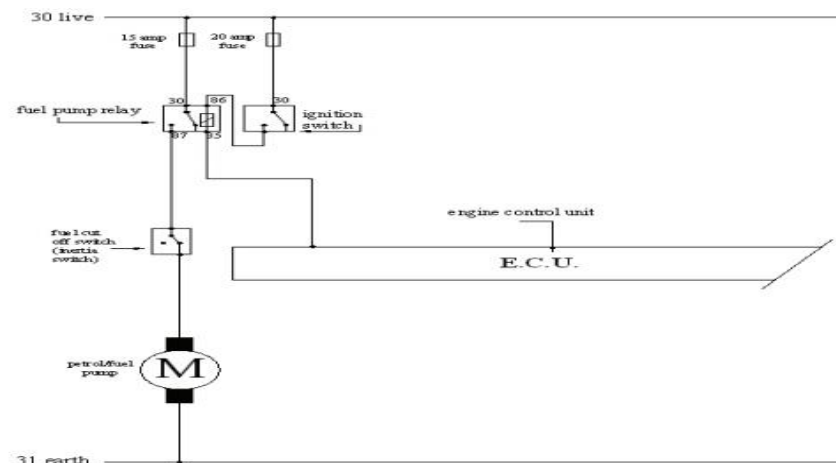 30 live
15 amp
fuse
20 amp
fuse
30
86
30
fuel pump relay
ignition
switch
87
85
fuel cut
off switch
(inertia
switch)
engine control unit
E.C.U.
petrol/fuel
pump
M
31 earth